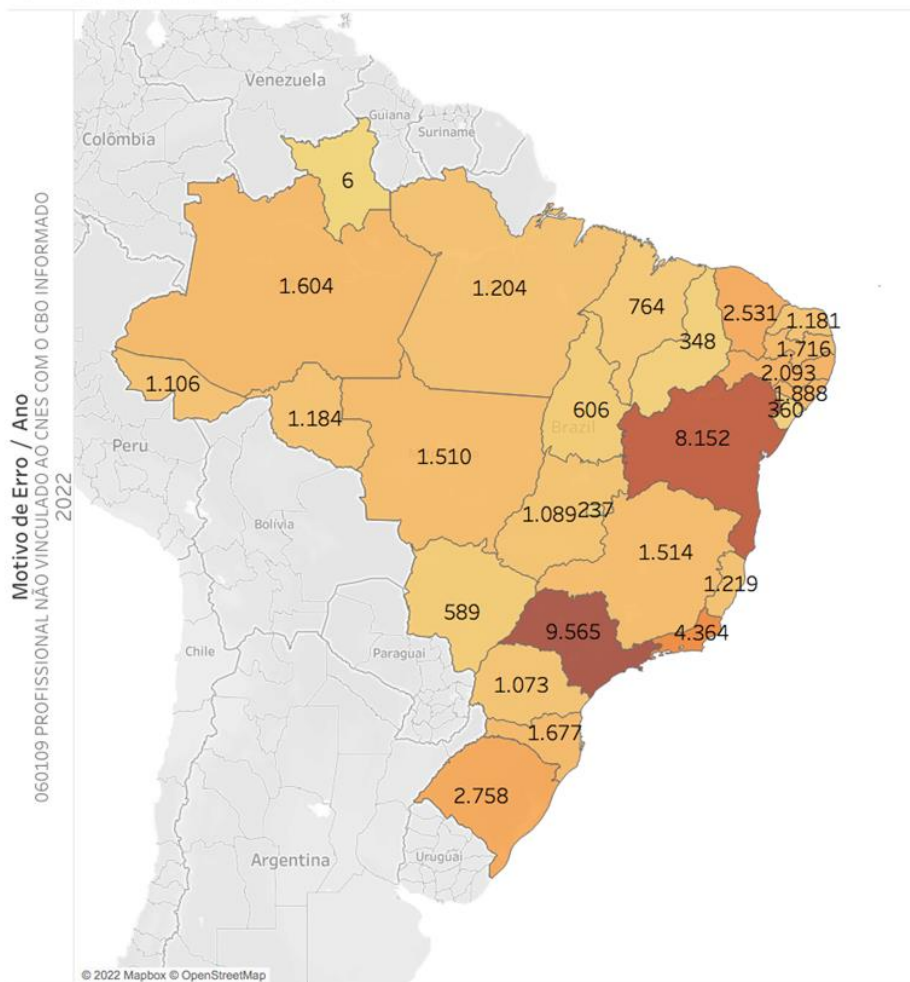 Motivo de Erro / Ano
060109 PROFISSIONAL NÃO VINCULADO AO CNES COM O CBO INFORMADO
2022
Venezuela
Guiana
Suriname
Colômbia
6
1.604
1.204
764
2.531
1.181
348
1.716
2.093
1.888
360
1.106
1.184
606
Brazil
8.152
Peru
1.510
1.089
237
Bolívia
1.514
1.219
589
9.565
4.364
Chile
Paraguai
1.073
1.677
2.758
Argentina
Uruguai
© 2022 Mapbox © OpenStreetMap